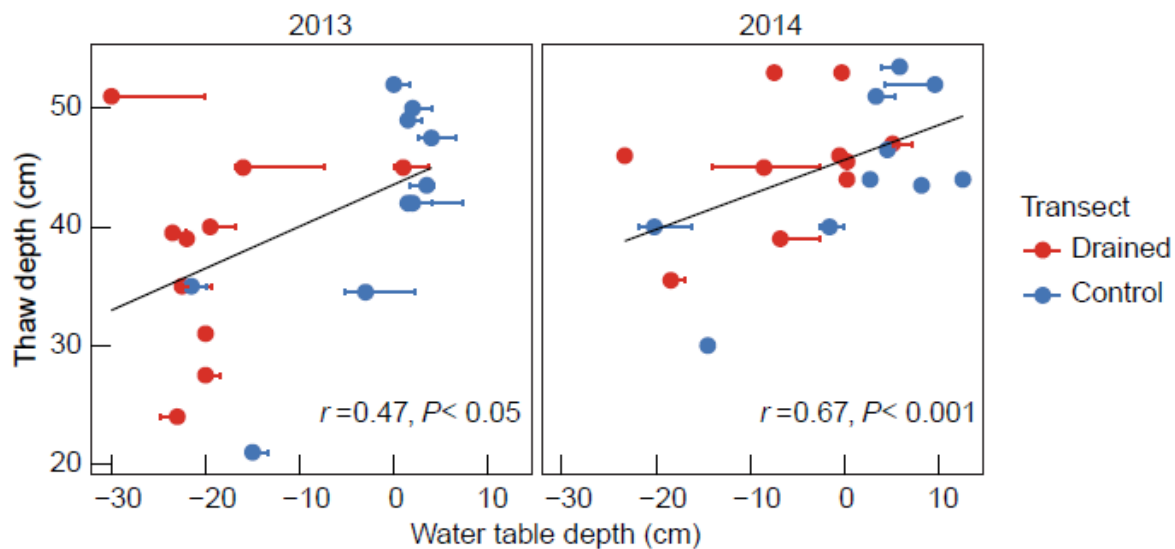 2013 2014
Thaw depth (cm)
50
40
30
20
r =0.47, P< 0.05 r =0.67, P< 0.001
−30 −20 −10 0 10 −30 −20 −10 0 10
Water table depth (cm)
Transect
Drained
Control